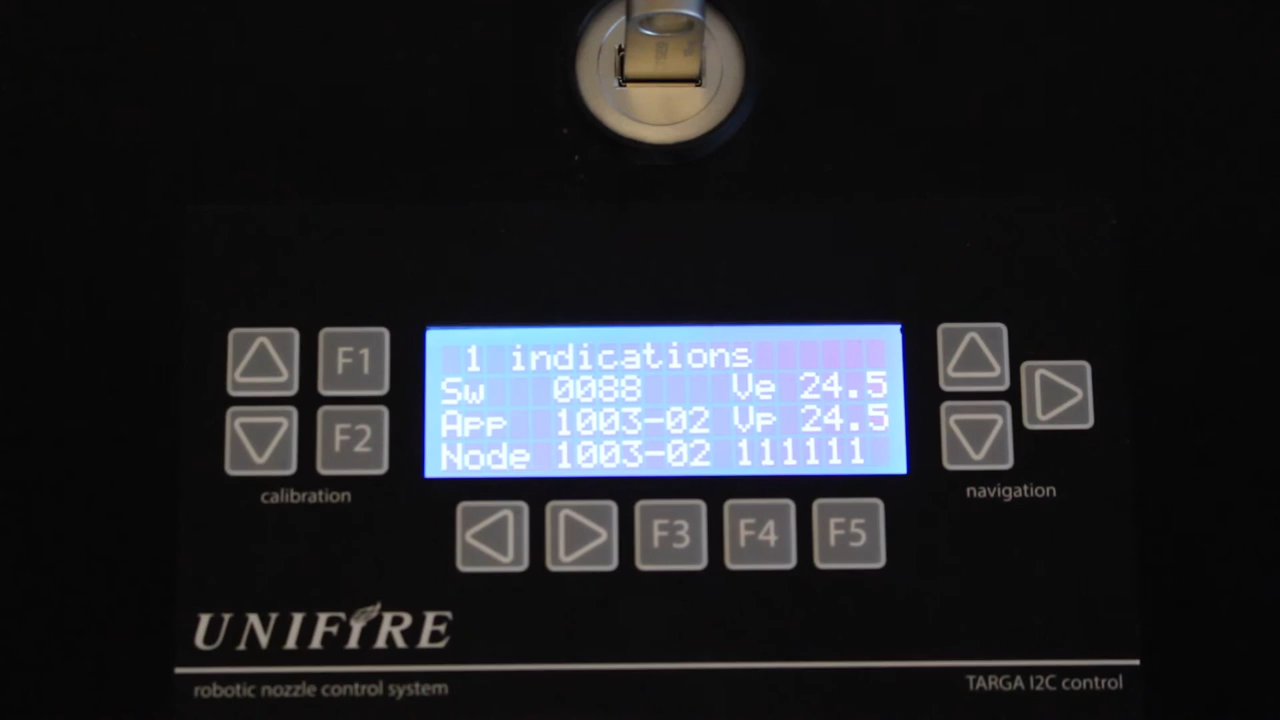 F1
1 indications
Sw 0088 Ve 24.5
App 1003-02 Vp 24.5
Node 1003-02 111111
F2
calibration
navigation
F3 F4 F5
UNIFIRE
robotic nozzle control system
TARGA I2C control